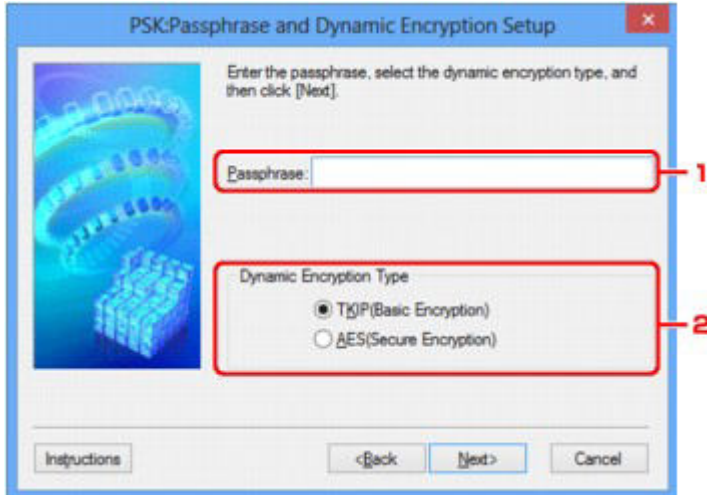 PSK:Passphrase and Dynamic Encryption Setup
Enter the passphrase, select the dynamic encryption type, and
then click [Next].
Passphrase:
1
Dynamic Encryption Type
TKIP(Basic Encryption)
AES(Secure Encryption)
2
Instructions
<Back
Next>
Cancel